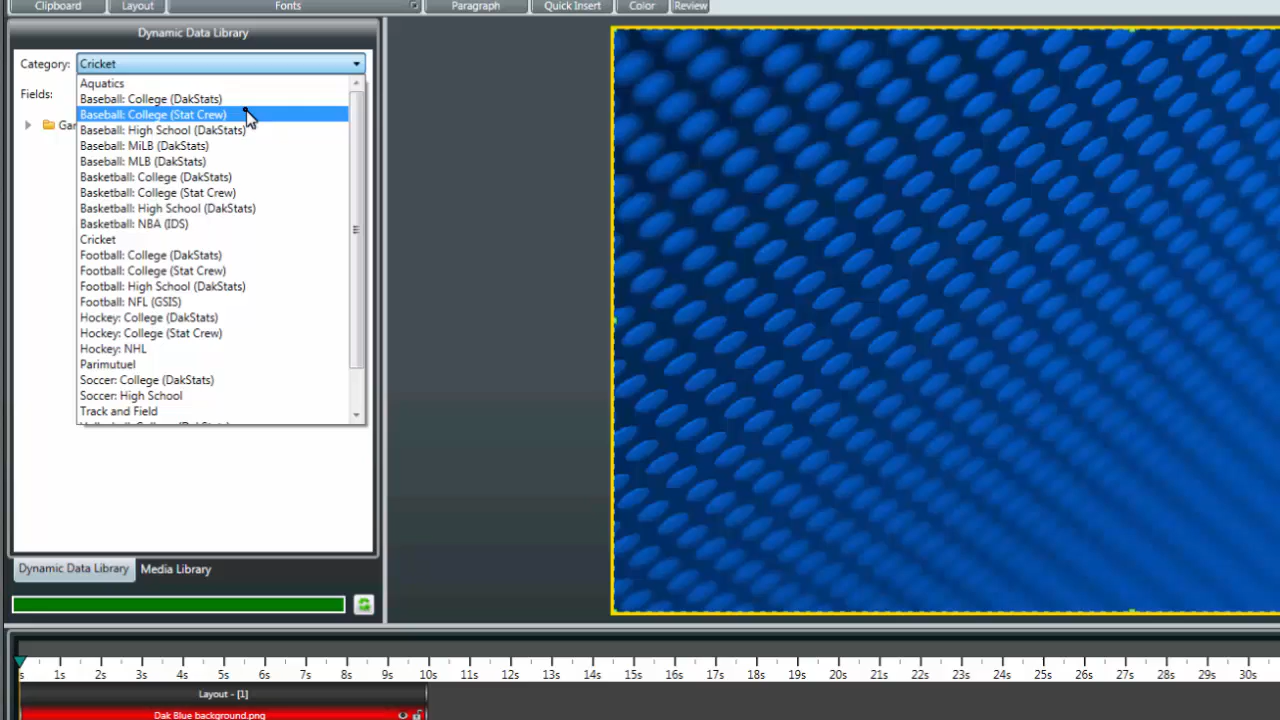 Clipboard Layout Fonts Paragraph Quick Insert Color Review
Dynamic Data Library
Category: Cricket
Aquatics
Fields:
Baseball: College (DakStats)
Baseball: College (Stat Crew)
Baseball: High School (DakStats)
Baseball: MiLB (DakStats)
Baseball: MLB (DakStats)
Basketball: College (DakStats)
Basketball: College (Stat Crew)
Basketball: High School (DakStats)
Basketball: NBA (IDS)
Cricket
Football: College (DakStats)
Football: College (Stat Crew)
Football: High School (DakStats)
Football: NFL (GSIS)
Hockey: College (DakStats)
Hockey: College (Stat Crew)
Hockey: NHL
Parimutuel
Soccer: College (DakStats)
Soccer: High School
Track and Field
Dynamic Data Library Media Library
s 1s 2s 3s 4s 5s 6s 7s 8s 9s 10s 11s 12s 13s 14s 15s 16s 17s 18s 19s 20s 21s 22s 23s 24s 25s 26s 27s 28s 29s 30s
Layout - [1]
Dak Blue background.png